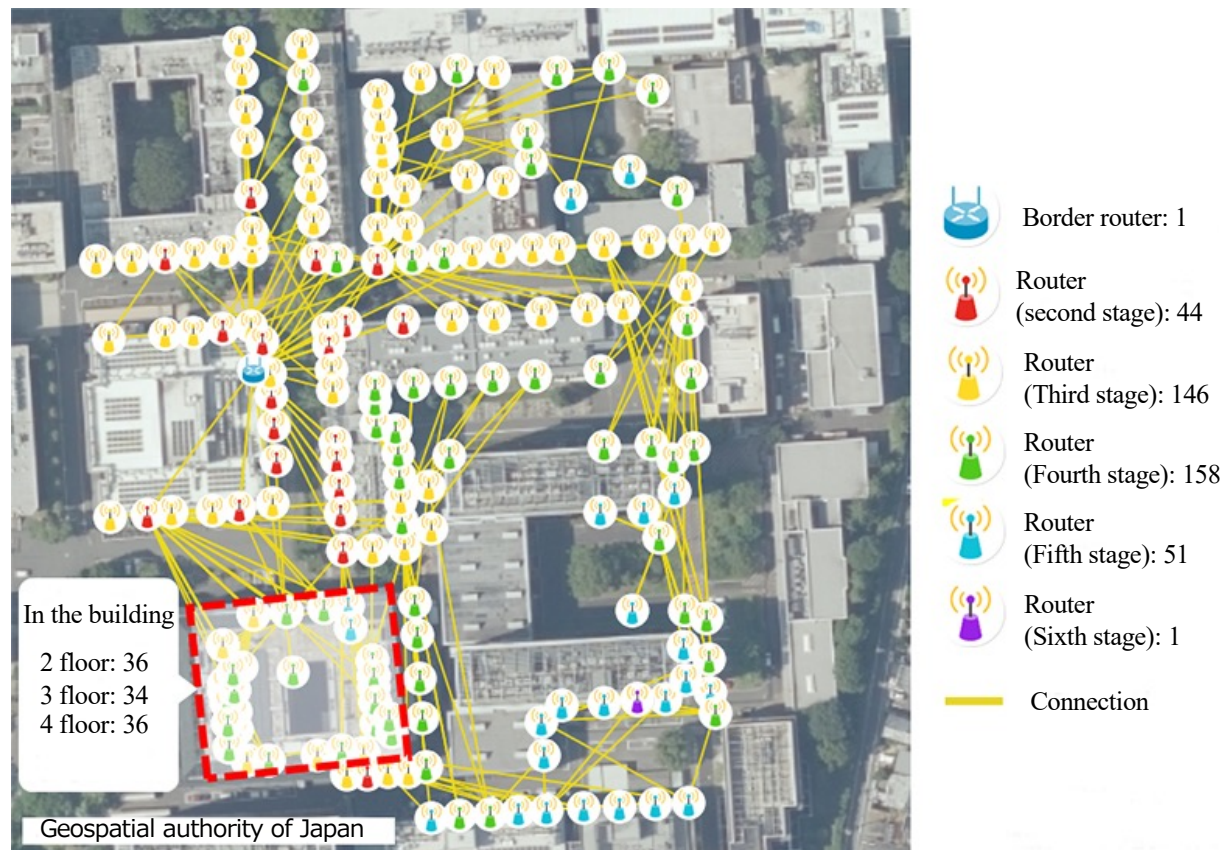 Border router: 1
Router
(second stage): 44
Router
(Third stage): 146
Router
(Fourth stage): 158
Router
(Fifth stage): 51
Router
(Sixth stage): 1
Connection
In the building
2 floor: 36
3 floor: 34
4 floor: 36
Geospatial authority of Japan